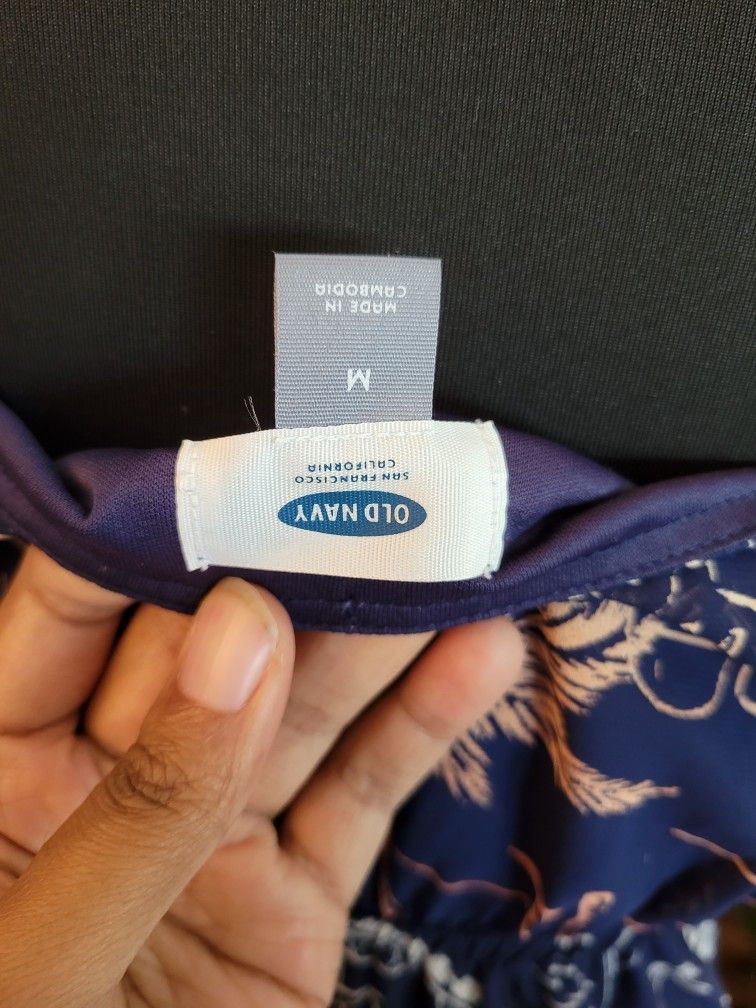 OLD NAVY
SAN FRANCISCO
CALIFORNIA
M
MADE IN
CAMBODIA